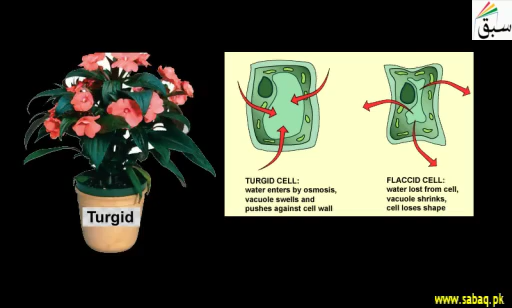 سبق
Turgid
TURGID CELL:
water enters by osmosis,
vacuole swells and
pushes against cell wall
FLACCID CELL:
water lost from cell,
vacuole shrinks,
cell loses shape
www.sabaq.pk